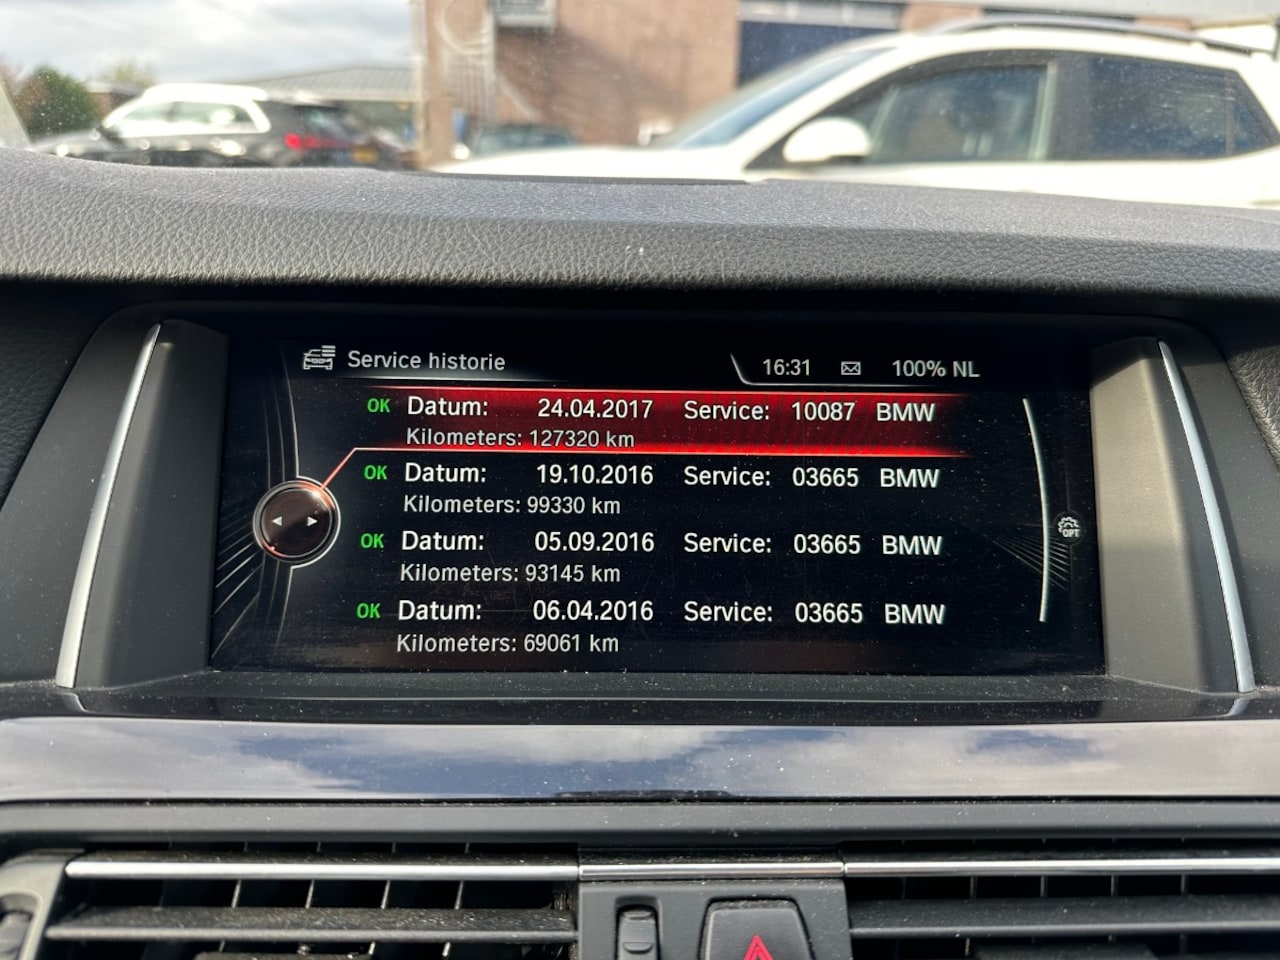 Service historie 16:31 100% NL
OK Datum: 24.04.2017 Service: 10087 BMW
Kilometers: 127320 km
OK Datum: 19.10.2016 Service: 03665 BMW
Kilometers: 99330 km
OK Datum: 05.09.2016 Service: 03665 BMW
Kilometers: 93145 km
OPT
OK Datum: 06.04.2016 Service: 03665 BMW
Kilometers: 69061 km